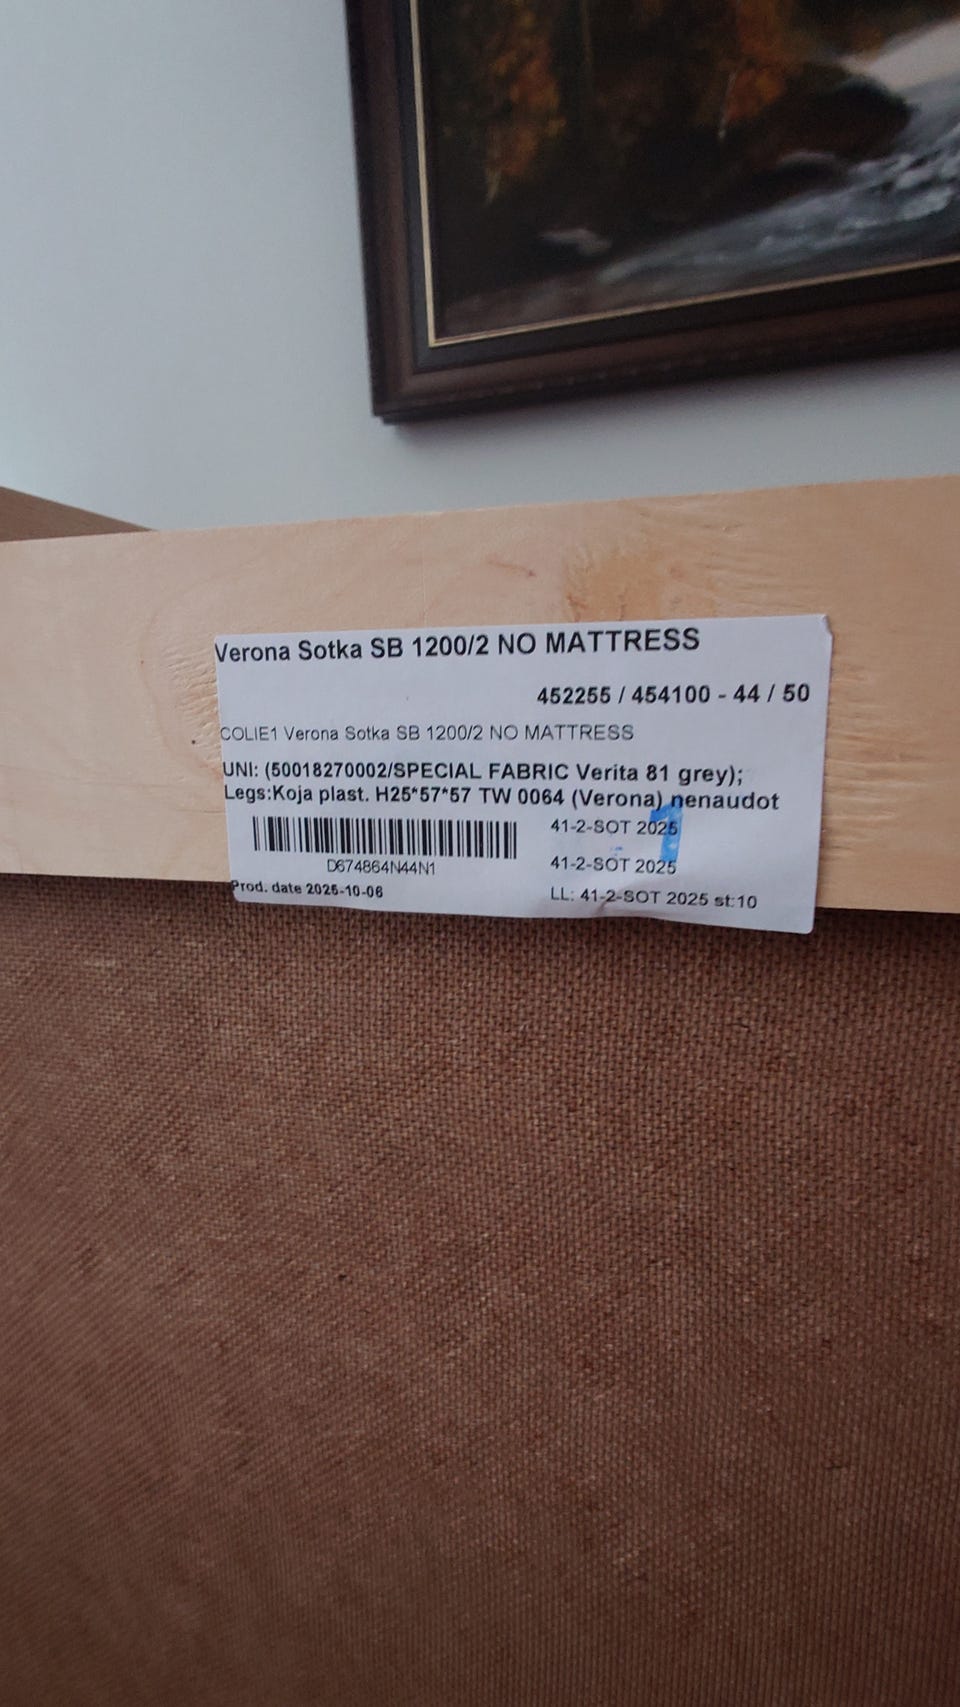 Verona Sotka SB 1200/2 NO MATTRESS
452255 / 454100 - 44 / 50
COLIE1 Verona Sotka SB 1200/2 NO MATTRESS
UNI: (50018270002/SPECIAL FABRIC Verita 81 grey);
Legs:Koja plast. H25*57*57 TW 0064 (Verona) nenaudot
1
41-2-SOT 2025
D674864N44N1
41-2-SOT 2025
Prod. date 2025-10-06
LL: 41-2-SOT 2025 st:10